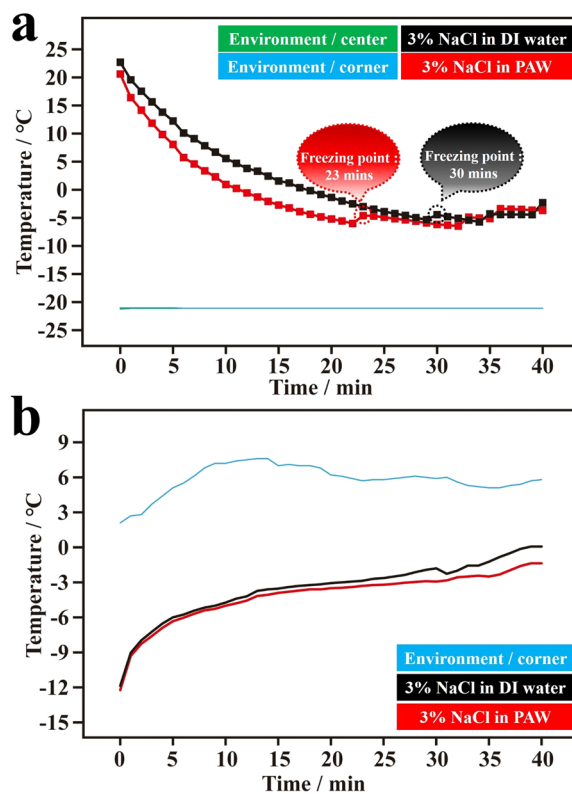 a
Environment / center
3% NaCl in DI water
Environment / corner
3% NaCl in PAW
Temperature / °C
25
20
15
10
5
0
-5
-10
-15
-20
-25
Freezing point :
23 mins
Freezing point :
30 mins
0 5 10 15 20 25 30 35 40
Time / min
b
Temperature / °C
9
6
3
0
-3
-6
-9
-12
-15
Environment / corner
3% NaCl in DI water
3% NaCl in PAW
0 5 10 15 20 25 30 35 40
Time / min